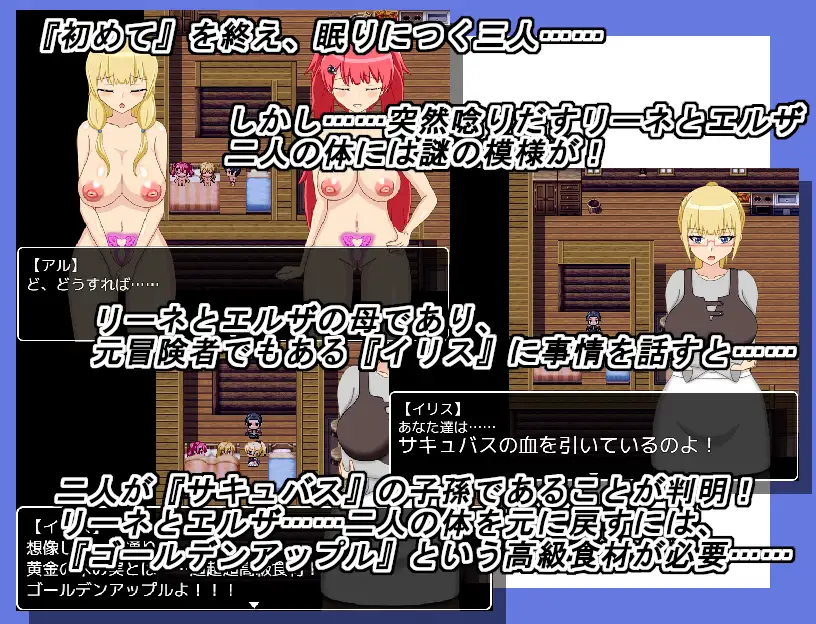 『初めて』を終え、眠りにつく三人……
しかし……突然唸りだすリーネとエルザ
二人の体には謎の模様が！
【アル】
ど、どうすれば……
リーネとエルザの母であり、
元冒険者でもある『イリス』に事情を話すと……
【イリス】
あなた達は……
サキュバスの血を引いているのよ！
二人が『サキュバス』の子孫であることが判明！
リーネとエルザ……二人の体を元に戻すには、
『ゴールデンアップル』という高級食材が必要……
【イ
想像し
黄金の
ゴールデンアップルよ！！！